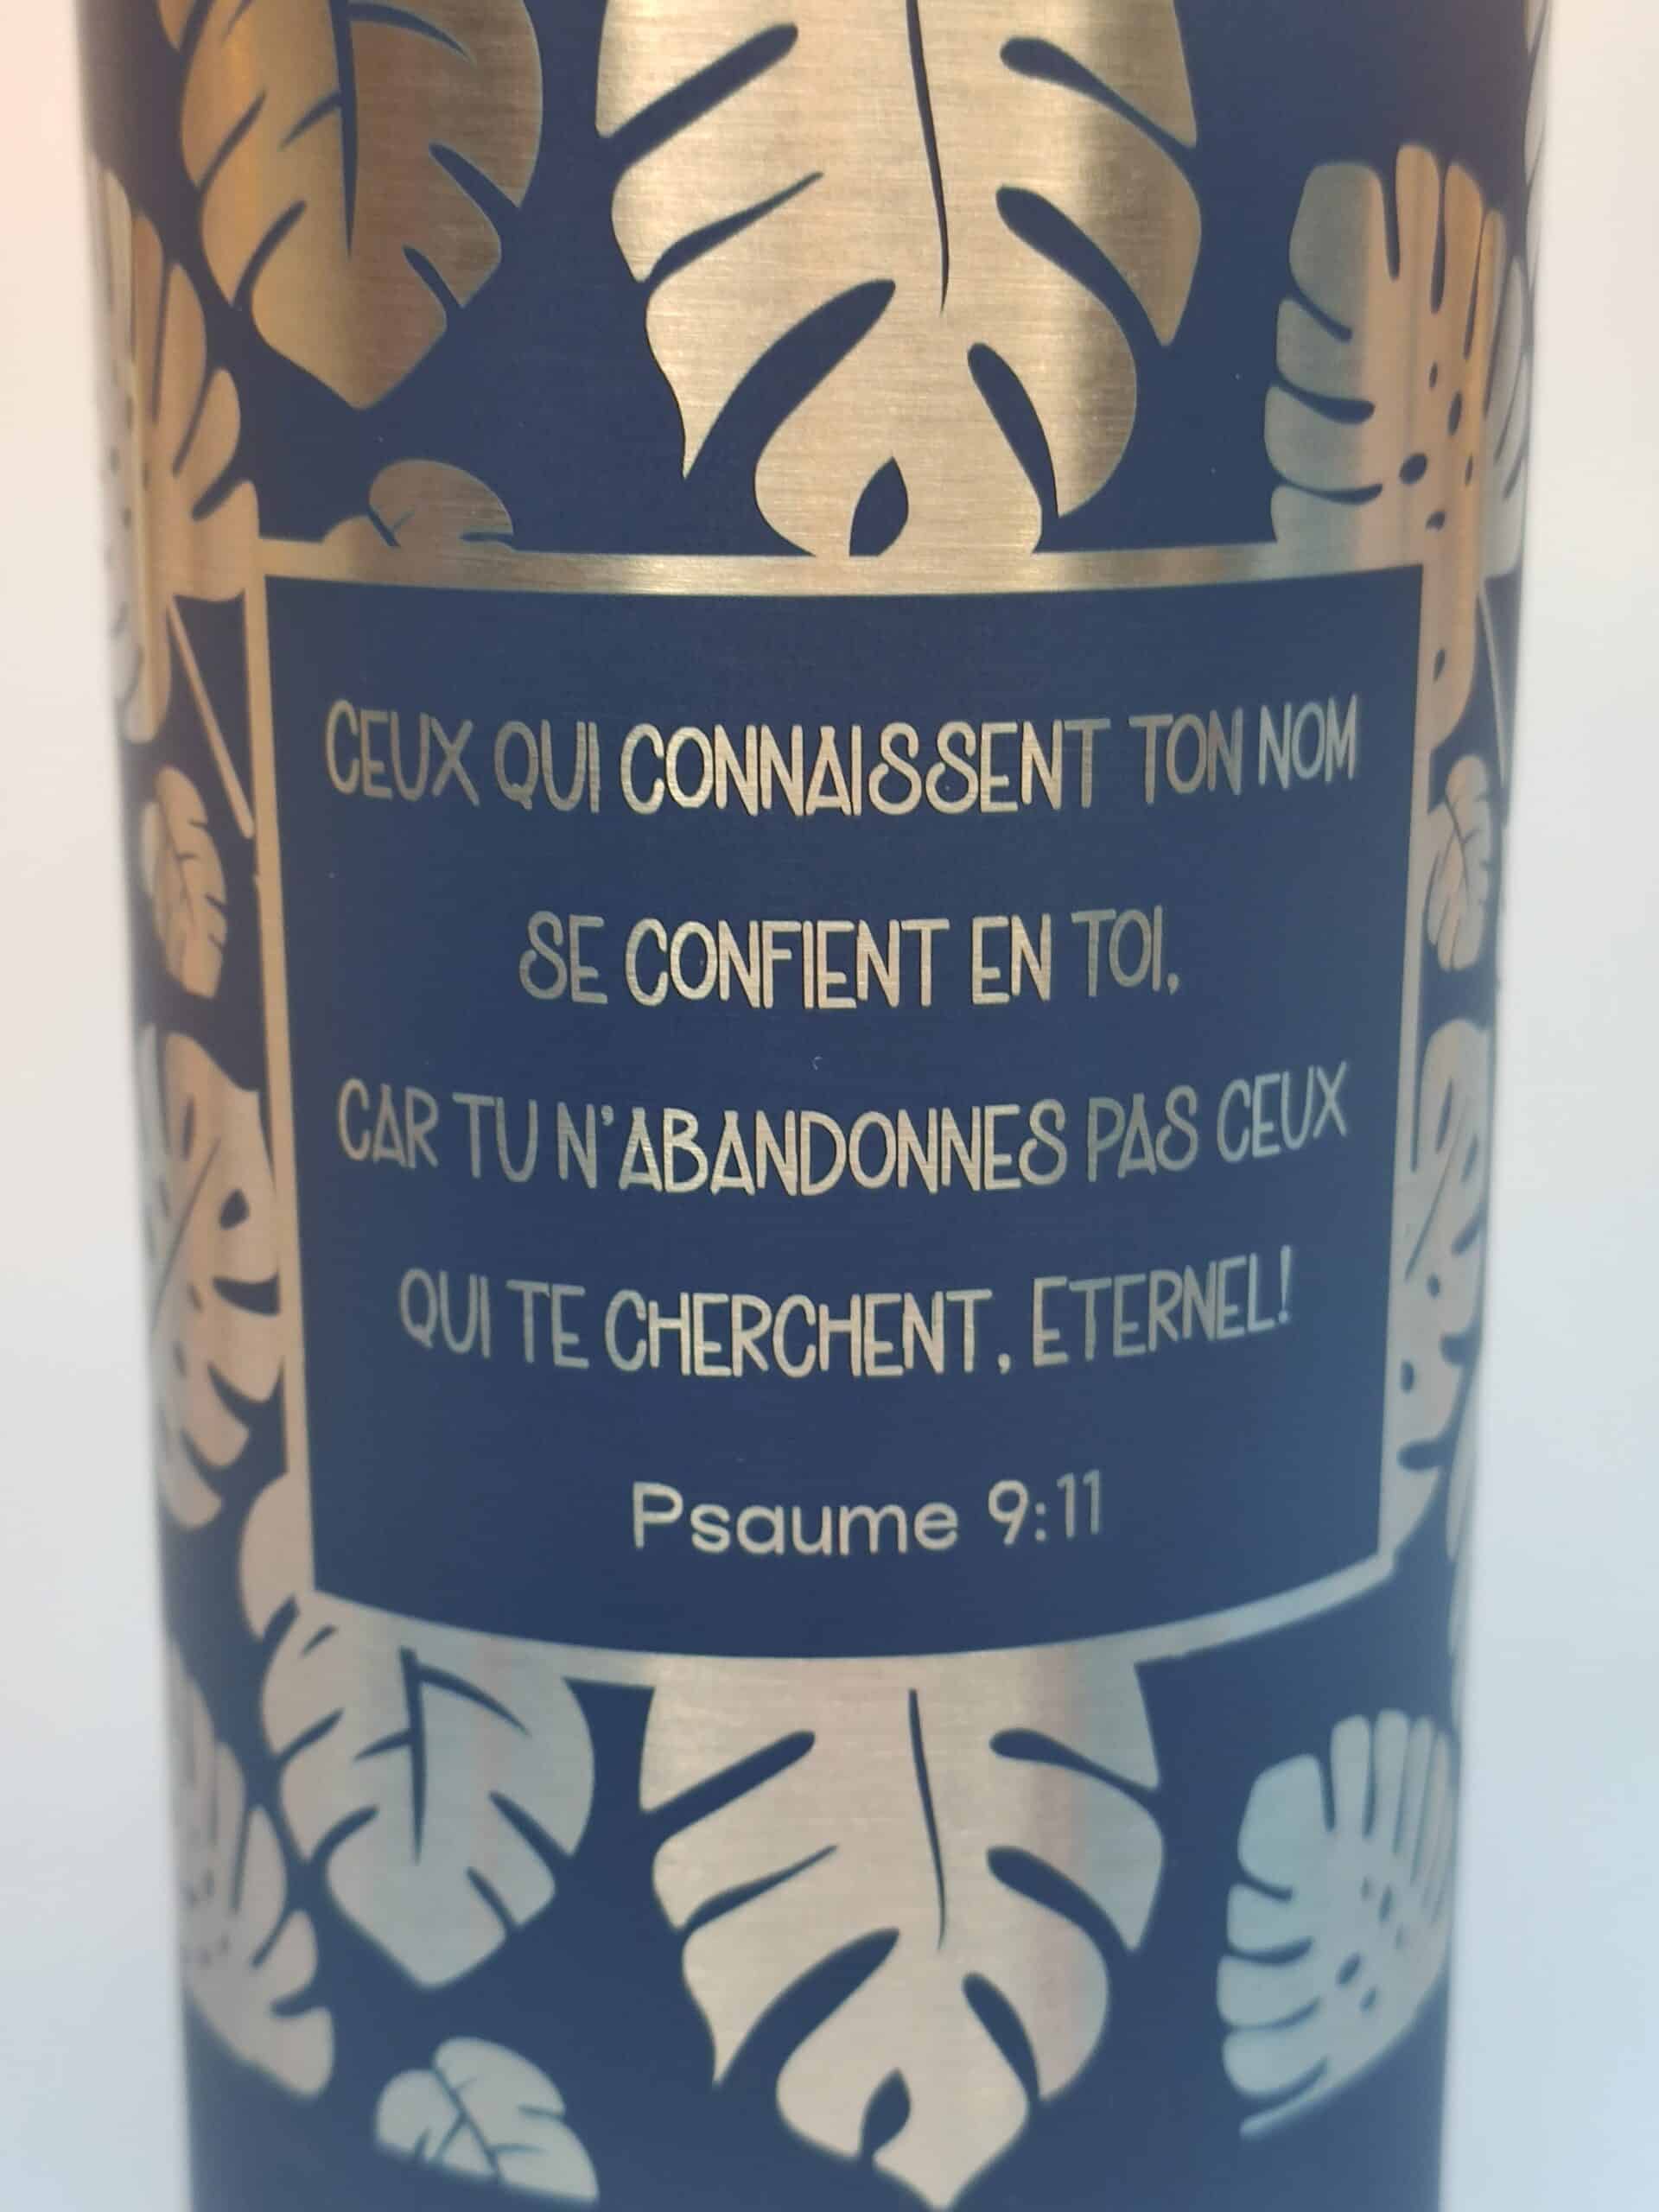 CEUX QUI CONNAISSENT TON NOM
SE CONFIENT EN TOI,
CAR TU N'ABANDONNES PAS CEUX
QUI TE CHERCHENT, ETERNEL!
Psaume 9:11